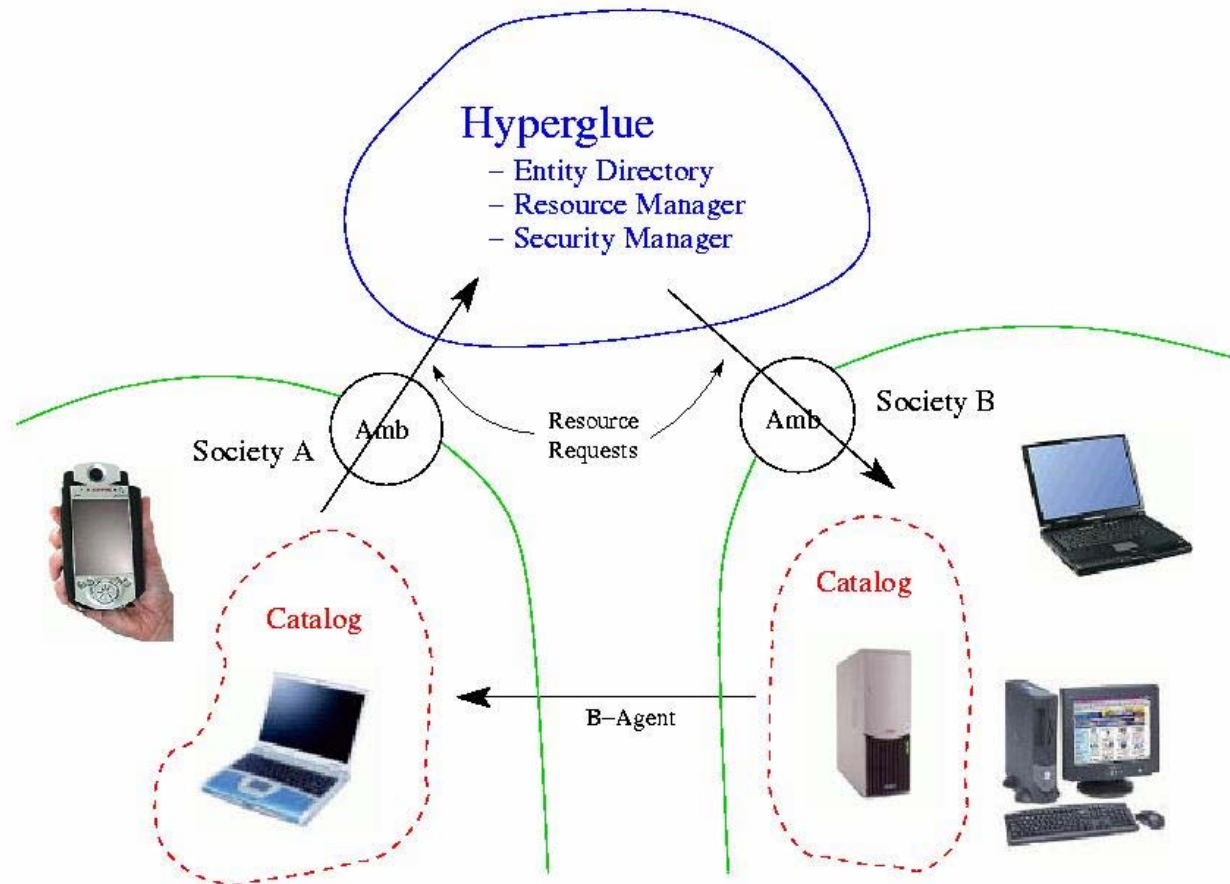 Hyperglue
– Entity Directory
– Resource Manager
– Security Manager
Society A
Amb
Resource
Requests
Amb
Society B
Catalog
Catalog
B–Agent